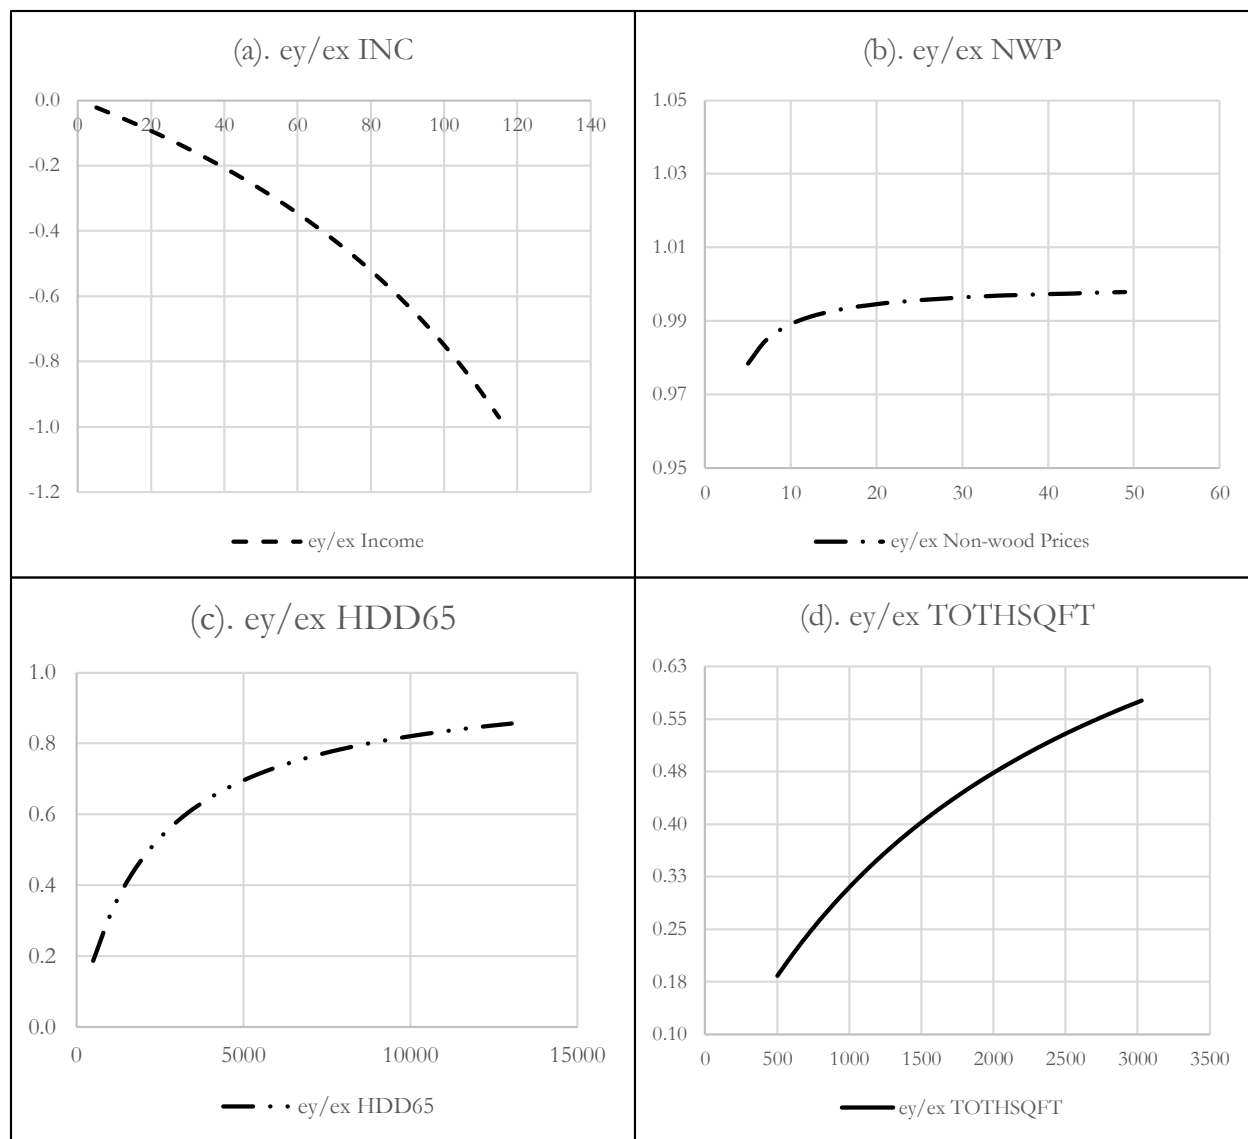 (a). ey/ex INC
0.0
0 20 40 60 80 100 120 140
-0.2
-0.4
-0.6
-0.8
-1.0
-1.2
ey/ex Income
(b). ey/ex NWP
1.05
1.03
1.01
0.99
0.97
0.95
0 10 20 30 40 50 60
ey/ex Non-wood Prices
(c). ey/ex HDD65
1.0
0.8
0.6
0.4
0.2
0.0
0 5000 10000 15000
ey/ex HDD65
(d). ey/ex TOTHSQFT
0.63
0.55
0.48
0.40
0.33
0.25
0.18
0.10
0 500 1000 1500 2000 2500 3000 3500
ey/ex TOTHSQFT